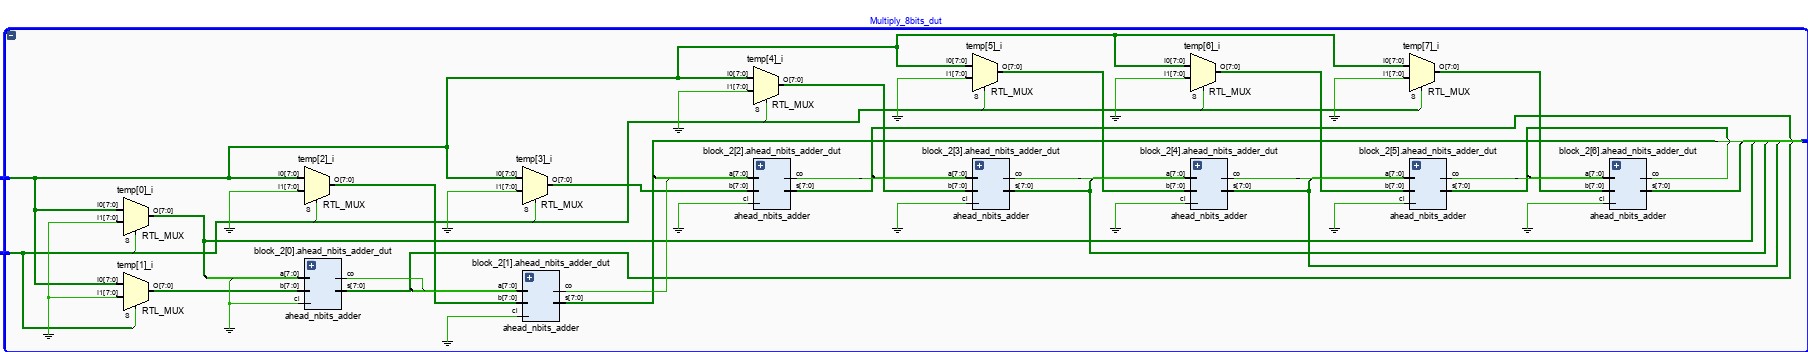 Multiply_8bits_dut
temp[5]_i
temp[6]_i
temp[7]_i
temp[4]_i
I0[7:0]
I1[7:0]
S
O[7:0]
RTL_MUX
I0[7:0]
I1[7:0]
S
O[7:0]
RTL_MUX
I0[7:0]
I1[7:0]
S
O[7:0]
RTL_MUX
I0[7:0]
I1[7:0]
S
O[7:0]
RTL_MUX
temp[2]_i
I0[7:0]
I1[7:0]
S
O[7:0]
RTL_MUX
temp[3]_i
I0[7:0]
I1[7:0]
S
O[7:0]
RTL_MUX
block_2[2].ahead_nbits_adder_dut
a[7:0]
b[7:0]
ci
co
s[7:0]
ahead_nbits_adder
block_2[3].ahead_nbits_adder_dut
a[7:0]
b[7:0]
ci
co
s[7:0]
ahead_nbits_adder
block_2[4].ahead_nbits_adder_dut
a[7:0]
b[7:0]
ci
co
s[7:0]
ahead_nbits_adder
block_2[5].ahead_nbits_adder_dut
a[7:0]
b[7:0]
ci
co
s[7:0]
ahead_nbits_adder
block_2[6].ahead_nbits_adder_dut
a[7:0]
b[7:0]
ci
co
s[7:0]
ahead_nbits_adder
temp[0]_i
I0[7:0]
I1[7:0]
S
O[7:0]
RTL_MUX
temp[1]_i
I0[7:0]
I1[7:0]
S
O[7:0]
RTL_MUX
block_2[0].ahead_nbits_adder_dut
a[7:0]
b[7:0]
ci
co
s[7:0]
ahead_nbits_adder
block_2[1].ahead_nbits_adder_dut
a[7:0]
b[7:0]
ci
co
s[7:0]
ahead_nbits_adder